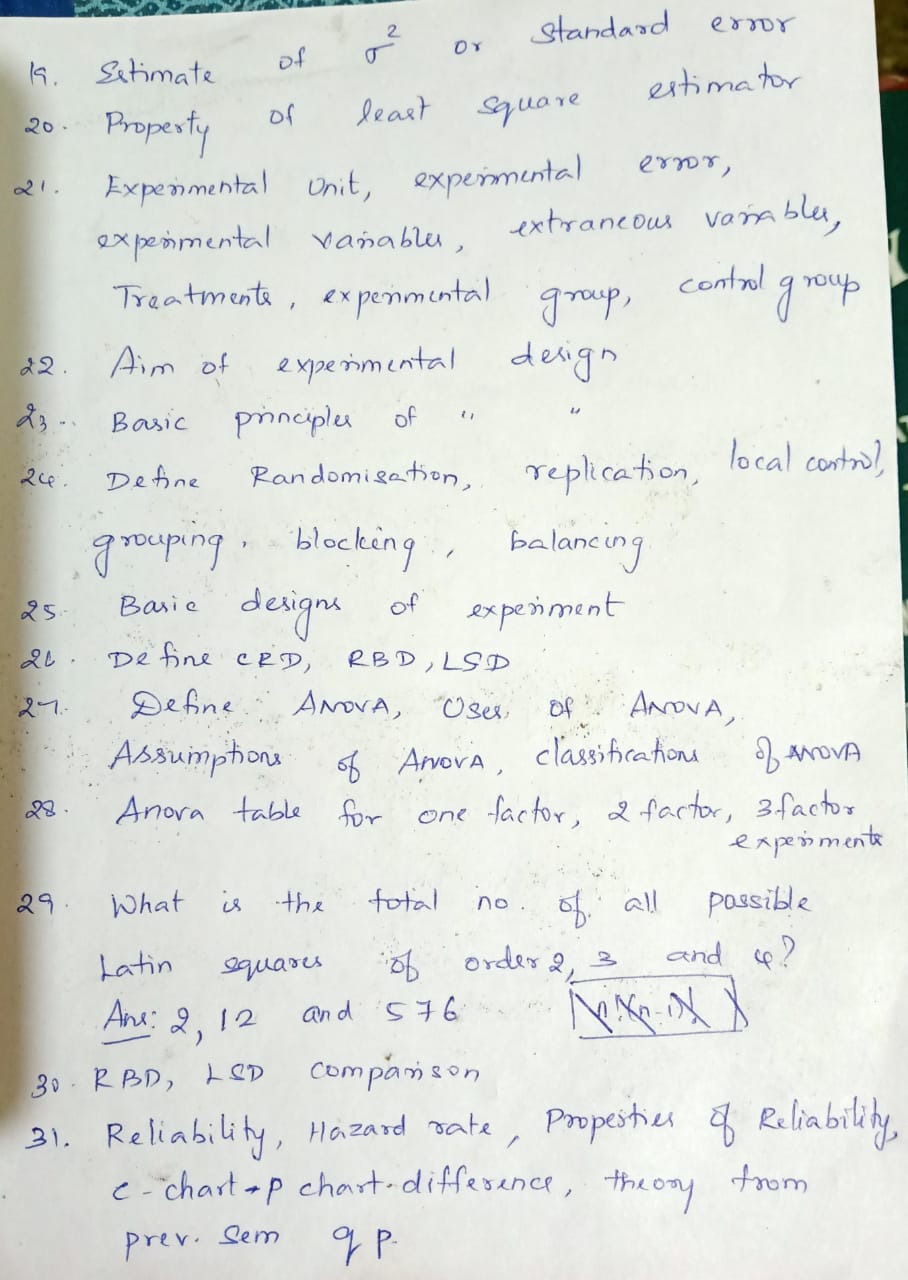 19. Estimate of σ² or Standard error
20. Property of least square estimator
21. Experimental Unit, experimental error,
experimental variables, extraneous variables,
Treatments, experimental group, control group
22. Aim of experimental design
23. Basic principles of " "
24. Define Randomisation, replication, local control,
grouping, blocking, balancing
25. Basic designs of experiment
26. Define CRD, RBD, LSD
27. Define ANOVA, Uses of ANOVA,
Assumptions of ANOVA, classifications of ANOVA
28. Anova table for one factor, 2 factor, 3 factor
experiments
29. What is the total no. of all possible
Latin squares of order 2, 3 and 4?
Ans: 2, 12 and 576
30. RBD, LSD comparison
31. Reliability, Hazard rate, Properties of Reliability,
c-chart p chart difference, theory from
prev. Sem q p.